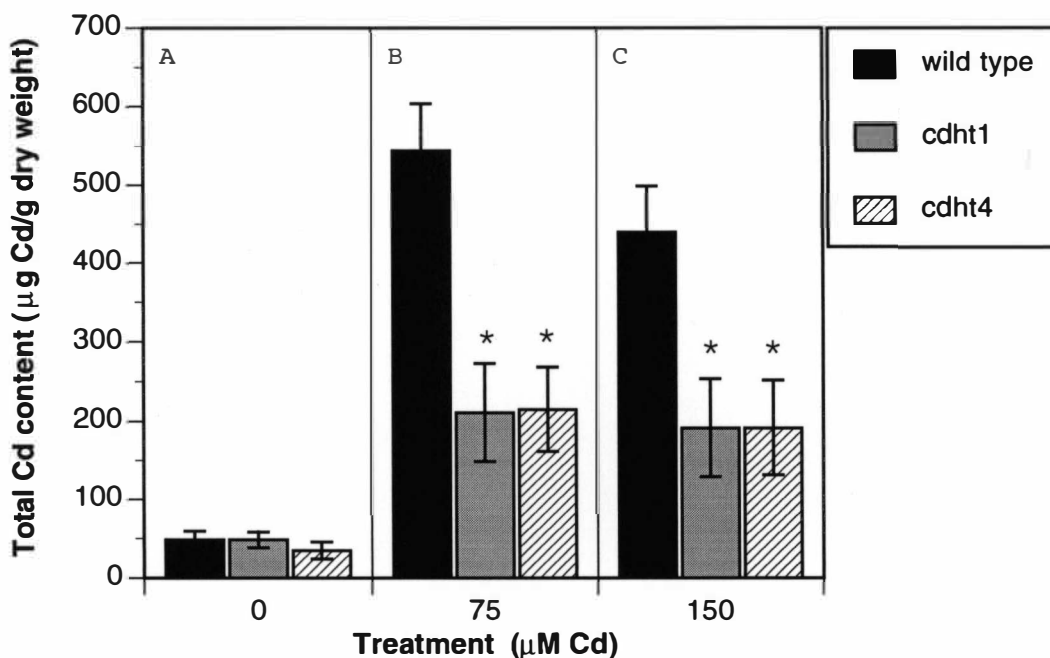 700
600
500
400
300
200
100
0
Total Cd content (µg Cd/g dry weight)
A
B
C
* *
* *
0 75 150
Treatment (µM Cd)
wild type
cdht1
cdht4